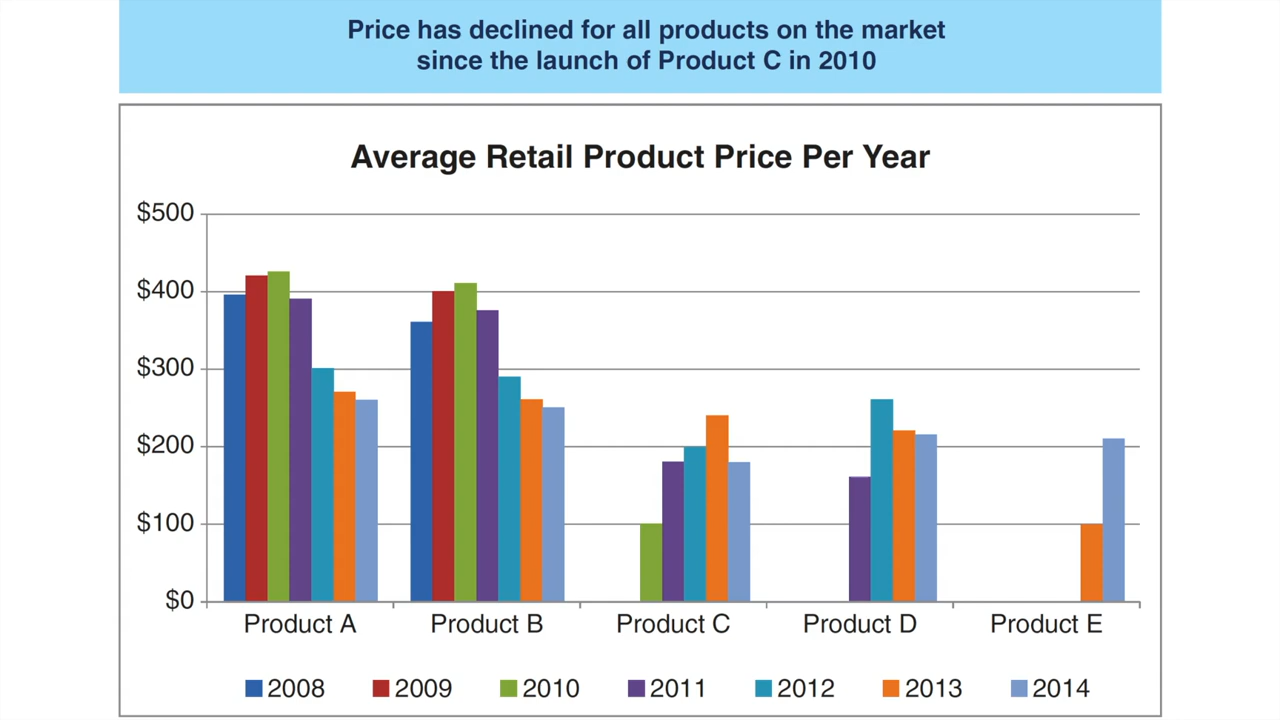 Price has declined for all products on the market
since the launch of Product C in 2010
Average Retail Product Price Per Year
$500
$400
$300
$200
$100
$0
Product A Product B Product C Product D Product E
2008 2009 2010 2011 2012 2013 2014